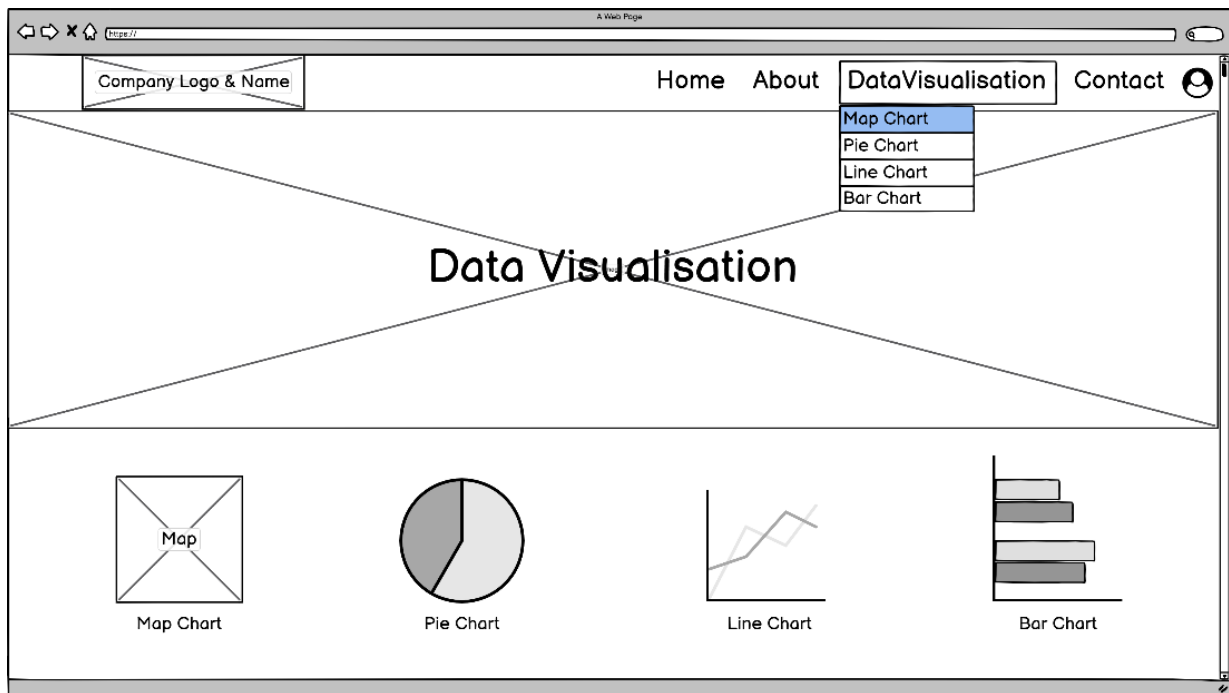 A Web Page
https://
Company Logo & Name
Home About DataVisualisation Contact
Map Chart
Pie Chart
Line Chart
Bar Chart
Data Visualisation
Map
Map Chart Pie Chart Line Chart Bar Chart